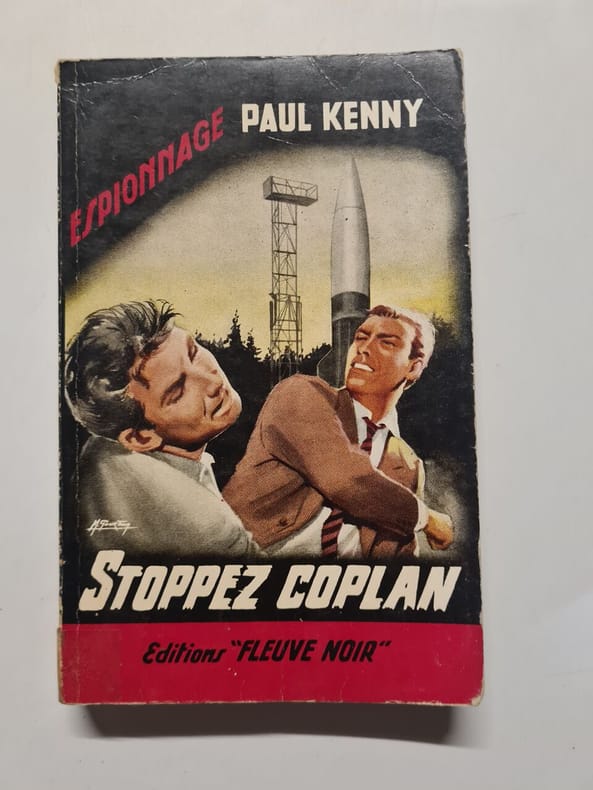 ESPIONNAGE
PAUL KENNY
STOPPEZ COPLAN
Editions "FLEUVE NOIR"